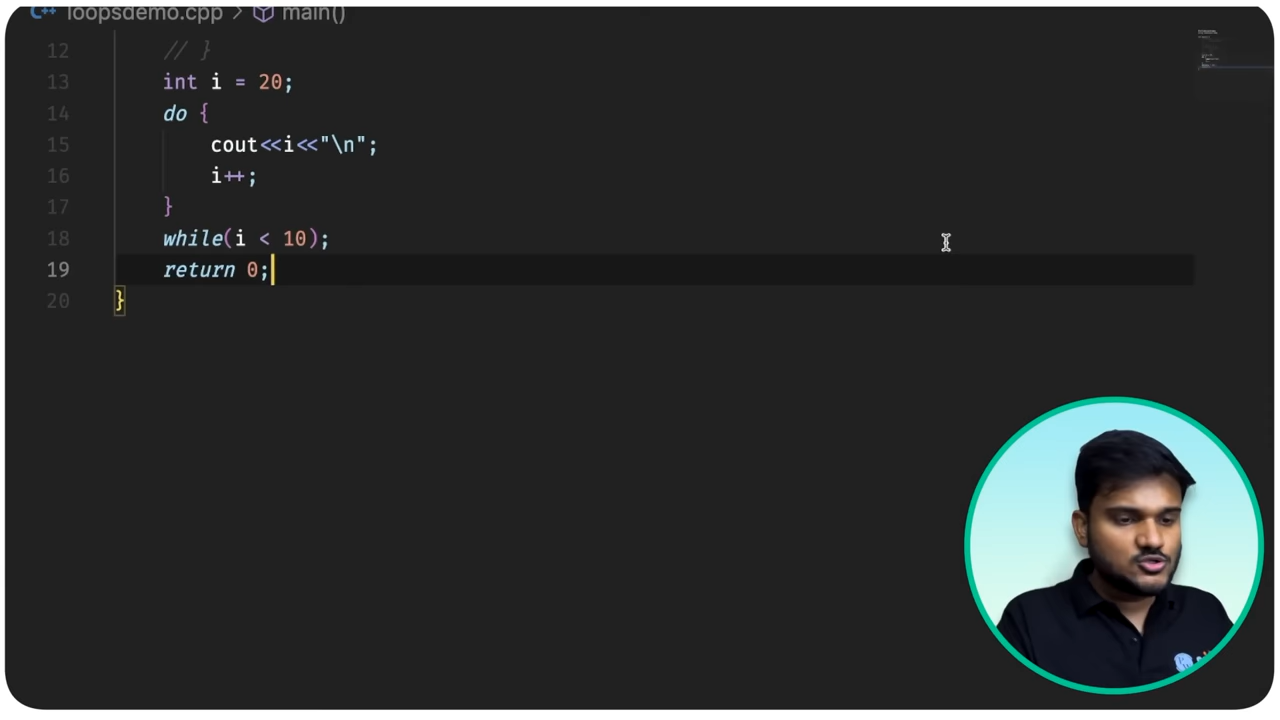 C++ loopsdemo.cpp > main()
12 // }
13 int i = 20;
14 do {
15 cout<<i<<"\n";
16 i++;
17 }
18 while(i < 10);
19 return 0;
20 }